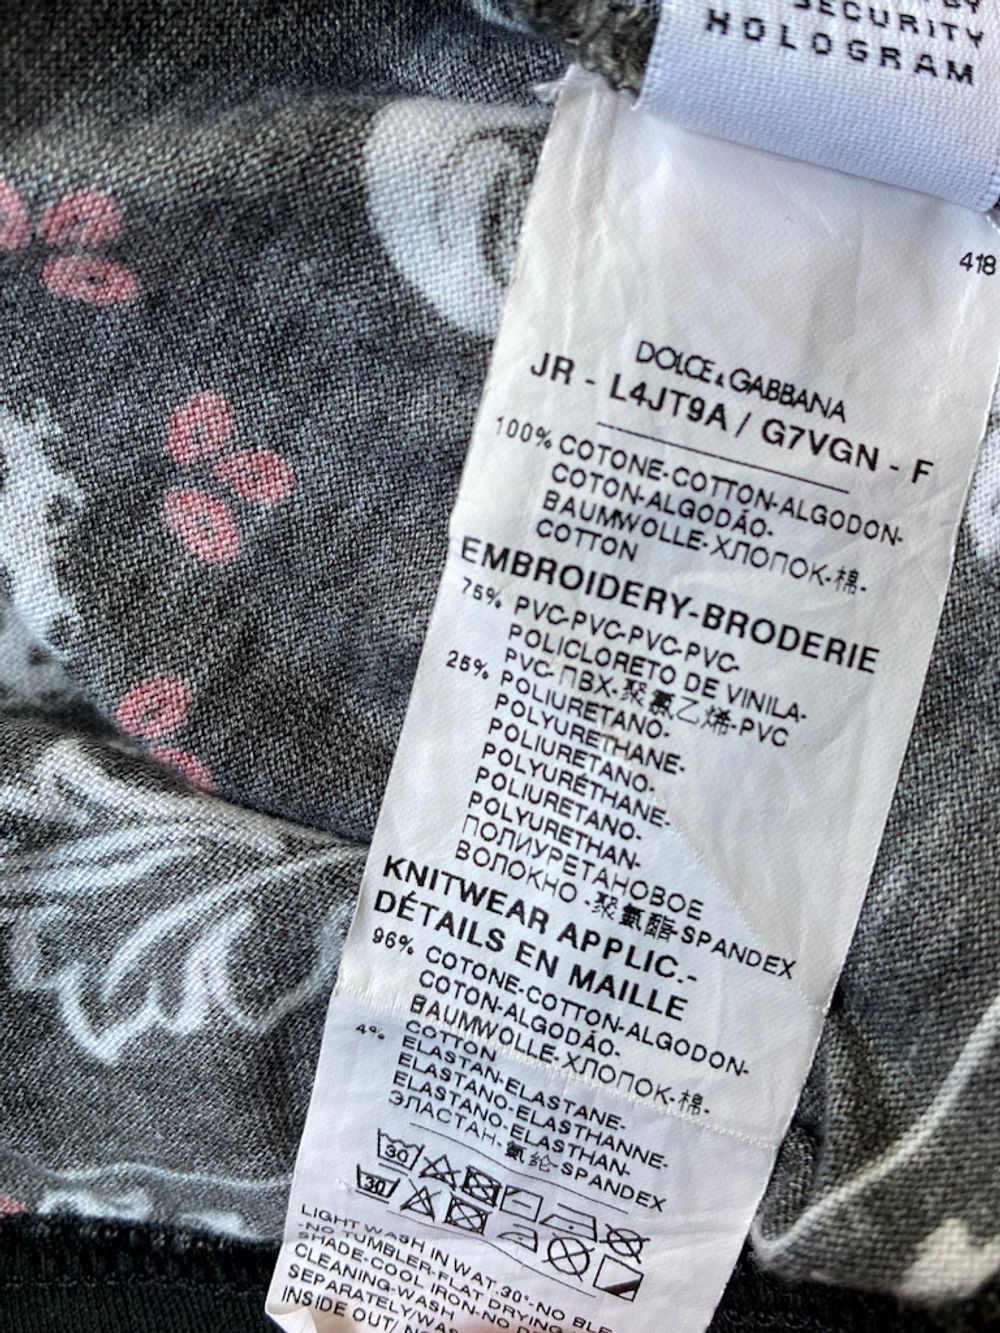 SECURITY
HOLOGRAM
418
DOLCE & GABBANA
JR - L4JT9A / G7VGN - F
100% COTONE-COTTON-ALGODON-
COTON-ALGODÃO-
BAUMWOLLE-ХЛОПОК-棉-
COTTON
EMBROIDERY-BRODERIE
75% PVC-PVC-PVC-PVC-
POLICLORETO DE VINILA-
PVC-ПВХ-聚氯乙烯-PVC
25% POLIURETANO-
POLYURETHANE-
POLIURETANO-
POLYURÉTHANE-
POLIURETANO-
POLYURETHAN-
ПОЛИУРЕТАНОВОЕ
ВОЛОКНО-聚氨酯-SPANDEX
KNITWEAR APPLIC.-
DÉTAILS EN MAILLE
96% COTONE-COTTON-ALGODON-
COTON-ALGODÃO-
BAUMWOLLE-ХЛОПОК-棉-
COTTON
4% ELASTAN-ELASTANE-
ELASTANO-ELASTHANNE-
ELASTANO-ELASTHAN-
ЭЛАСТАН-氨纶-SPANDEX
30
30
LIGHT WASH IN WAT.30°-NO BLE
-NO TUMBLER-FLAT DRYING
SHADE-COOL IRON-NO D
CLEANING-WASH
SEPARATELY/WAS
INSIDE OUT/